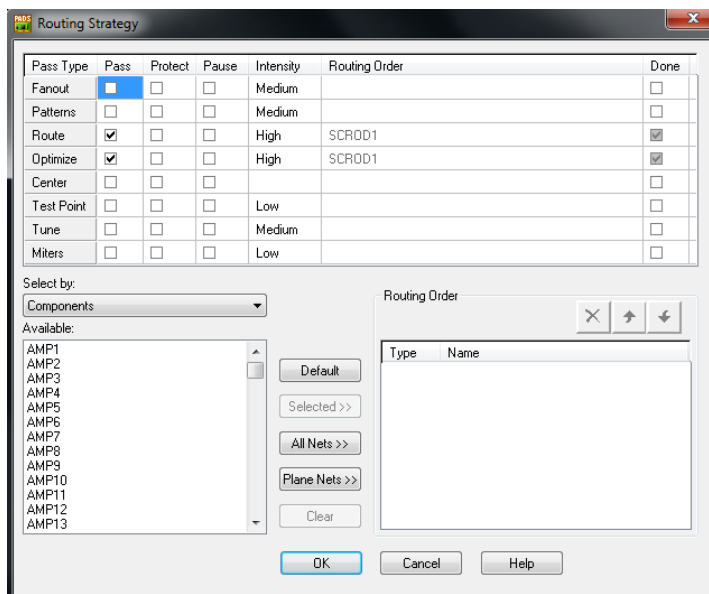 PADS Routing Strategy
Pass Type Pass Protect Pause Intensity Routing Order Done
Fanout Medium
Patterns Medium
Route High SCROD1
Optimize High SCROD1
Center
Test Point Low
Tune Medium
Miters Low
Select by:
Components
Available:
AMP1
AMP2
AMP3
AMP4
AMP5
AMP6
AMP7
AMP8
AMP9
AMP10
AMP11
AMP12
AMP13
Default
Selected >>
All Nets >>
Plane Nets >>
Clear
Routing Order
Type Name
OK Cancel Help